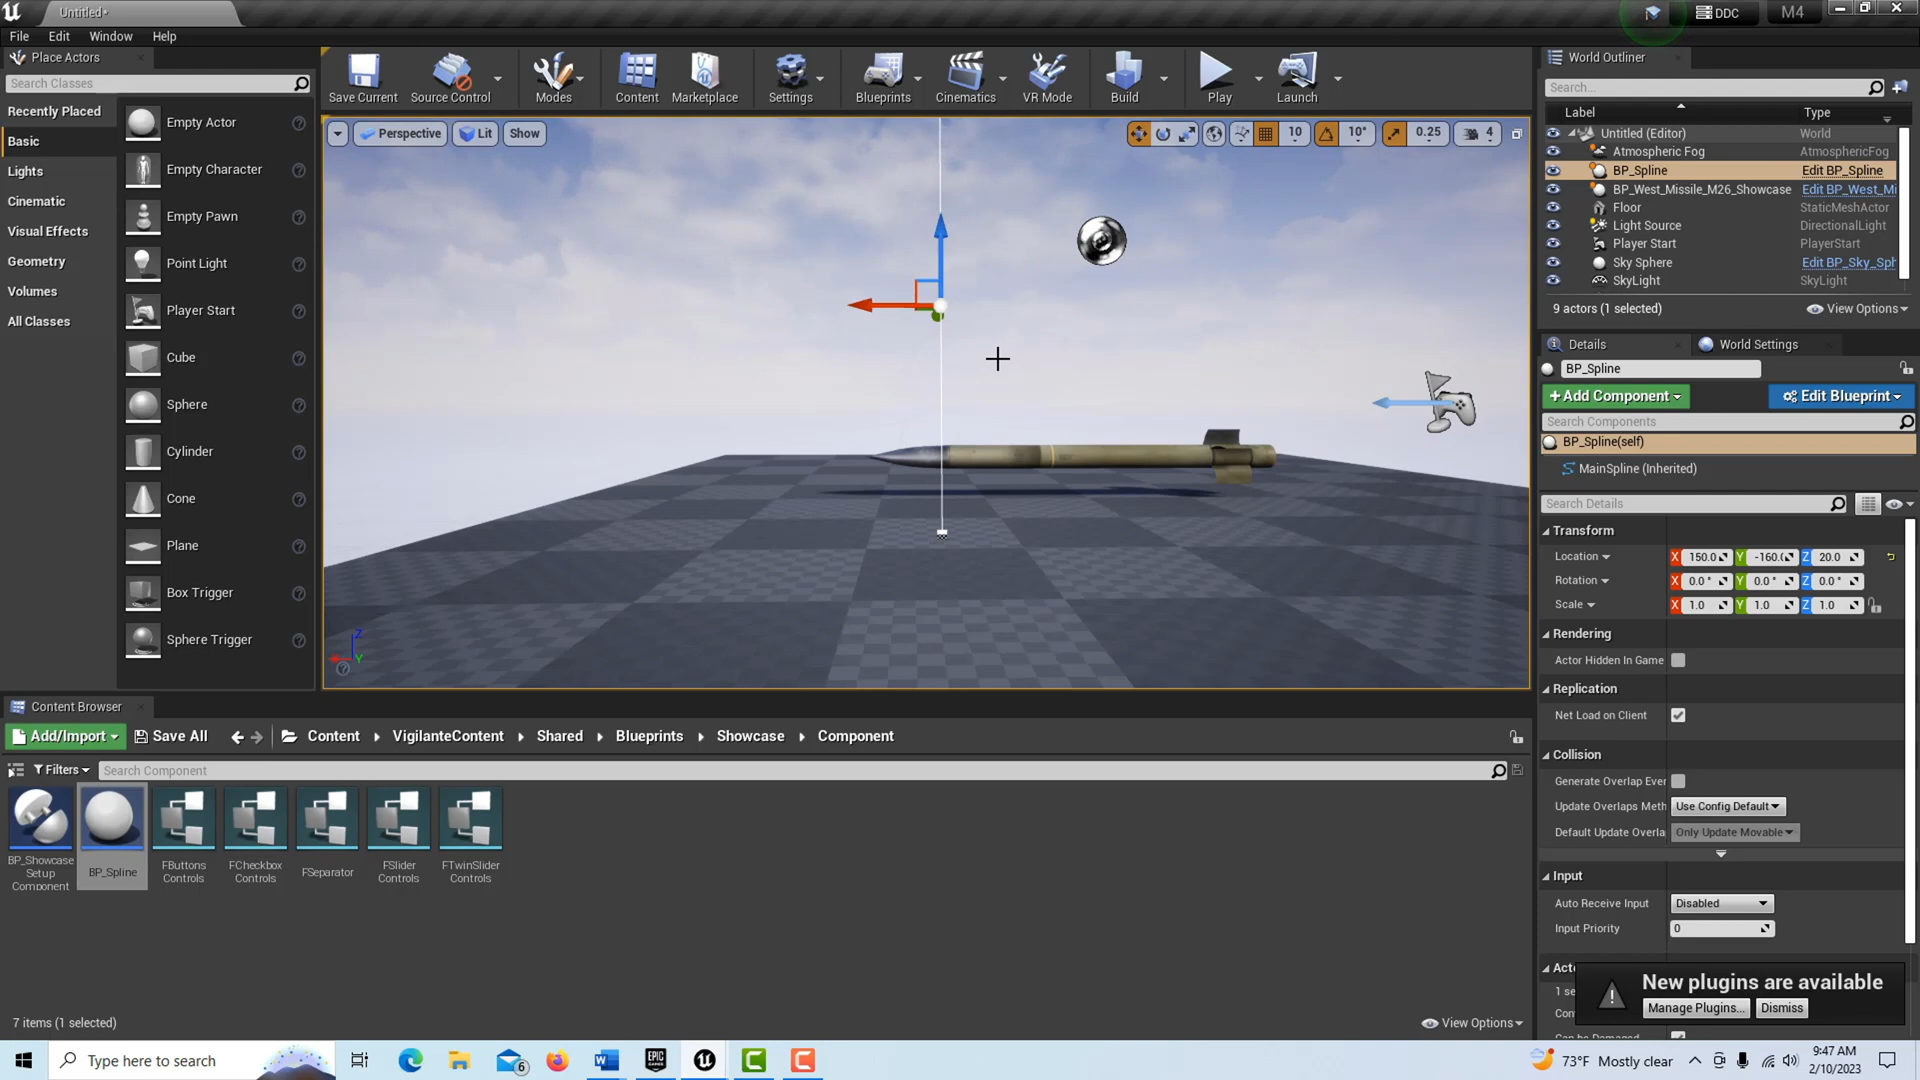 Untitled*
DDC
M4
File Edit Window Help
Place Actors
Search Classes
Recently Placed
Basic
Lights
Cinematic
Visual Effects
Geometry
Volumes
All Classes
Empty Actor
Empty Character
Empty Pawn
Point Light
Player Start
Cube
Sphere
Cylinder
Cone
Plane
Box Trigger
Sphere Trigger
Save Current Source Control Modes Content Marketplace Settings Blueprints Cinematics VR Mode Build Play Launch
Perspective Lit Show 10 10° 0.25 4
Z
Y
World Outliner
Search...
Label Type
Untitled (Editor) World
Atmospheric Fog AtmosphericFog
BP_Spline Edit BP_Spline
BP_West_Missile_M26_Showcase Edit BP_West_Mi
Floor StaticMeshActor
Light Source DirectionalLight
Player Start PlayerStart
Sky Sphere Edit BP_Sky_Sph
SkyLight SkyLight
9 actors (1 selected) View Options
Details World Settings
BP_Spline
+Add Component Edit Blueprint
Search Components
BP_Spline(self)
MainSpline (Inherited)
Search Details
Transform
Location X 150.0 Y -160.( Z 20.0
Rotation X 0.0 ° Y 0.0 ° Z 0.0 °
Scale X 1.0 Y 1.0 Z 1.0
Rendering
Actor Hidden In Game
Replication
Net Load on Client
Collision
Generate Overlap Ever
Update Overlaps Meth Use Config Default
Default Update Overla Only Update Movable
Input
Auto Receive Input Disabled
Input Priority 0
Acto
1 se
Con
Can be Damaged
New plugins are available
Manage Plugins... Dismiss
Content Browser
Add/Import Save All Content VigilanteContent Shared Blueprints Showcase Component
Filters Search Component
BP_Showcase
Setup
Component
BP_Spline
FButtons
Controls
FCheckbox
Controls
FSeparator
FSlider
Controls
FTwinSlider
Controls
7 items (1 selected) View Options
Type here to search
6
EPIC
GAMES
73°F Mostly clear
9:47 AM
2/10/2023